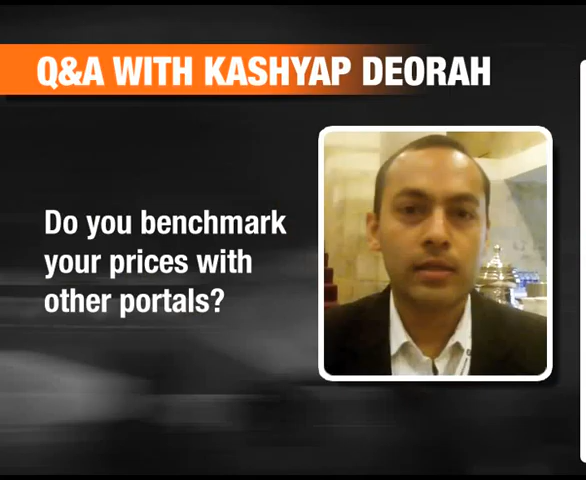 Q&A WITH KASHYAP DEORAH
Do you benchmark
your prices with
other portals?